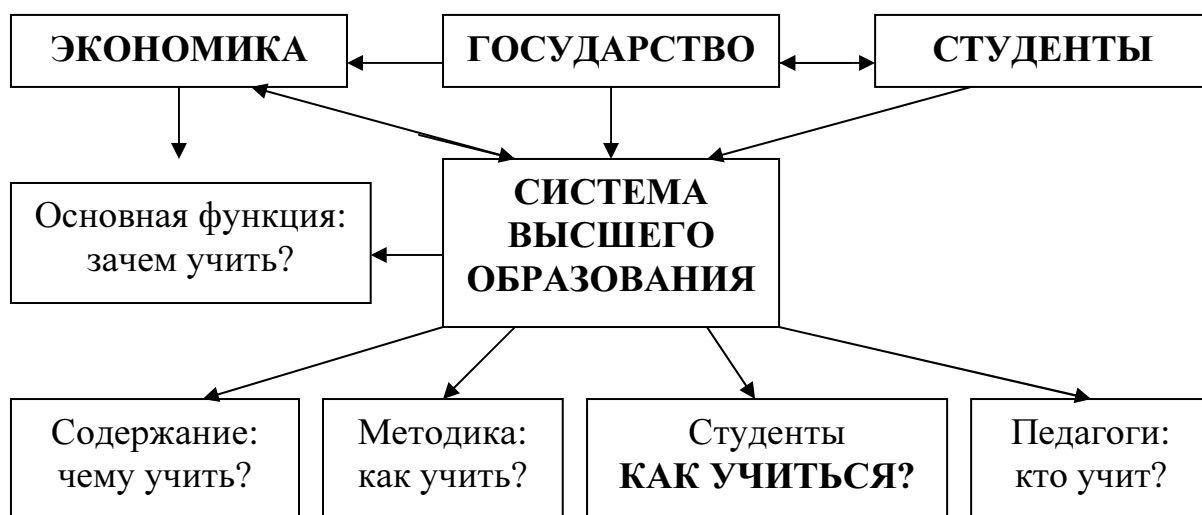 ЭКОНОМИКА
ГОСУДАРСТВО
СТУДЕНТЫ
СИСТЕМА
ВЫСШЕГО
ОБРАЗОВАНИЯ
Основная функция:
зачем учить?
Содержание:
чему учить?
Методика:
как учить?
Студенты
КАК УЧИТЬСЯ?
Педагоги:
кто учит?